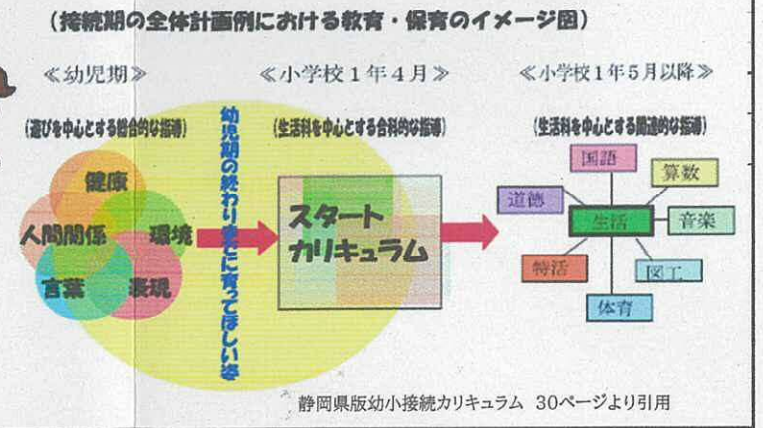 (接続期の全体計画例における教育・保育のイメージ図)
≪幼児期≫
≪小学校1年4月≫
≪小学校1年5月以降≫
(遊びを中心とする総合的な指導)
(生活科を中心とする合科的な指導)
(生活科を中心とする関連的な指導)
健康
人間関係
環境
言葉
表現
幼児期の終わりまでに育ってほしい姿
スタート
カリキュラム
国語
算数
道徳
生活
音楽
特活
図工
体育
静岡県版幼小接続カリキュラム 30ページより引用